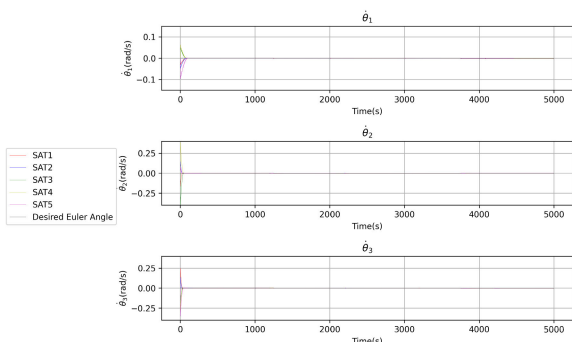 θ̇₁
0.1
0.0
−0.1
θ̇₁(rad/s)
0 1000 2000 3000 4000 5000
Time(s)
θ̇₂
0.25
0.00
−0.25
θ̇₂(rad/s)
0 1000 2000 3000 4000 5000
Time(s)
SAT1
SAT2
SAT3
SAT4
SAT5
Desired Euler Angle
θ̇₃
0.25
0.00
−0.25
θ̇₃(rad/s)
0 1000 2000 3000 4000 5000
Time(s)